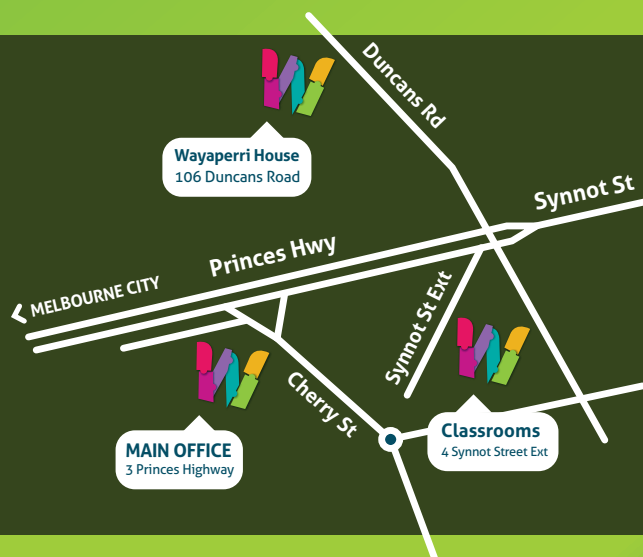 Duncans Rd
Wayaperri House
106 Duncans Road
Synnot St
Princes Hwy
MELBOURNE CITY
Synnot St Ext
Cherry St
MAIN OFFICE
3 Princes Highway
Classrooms
4 Synnot Street Ext